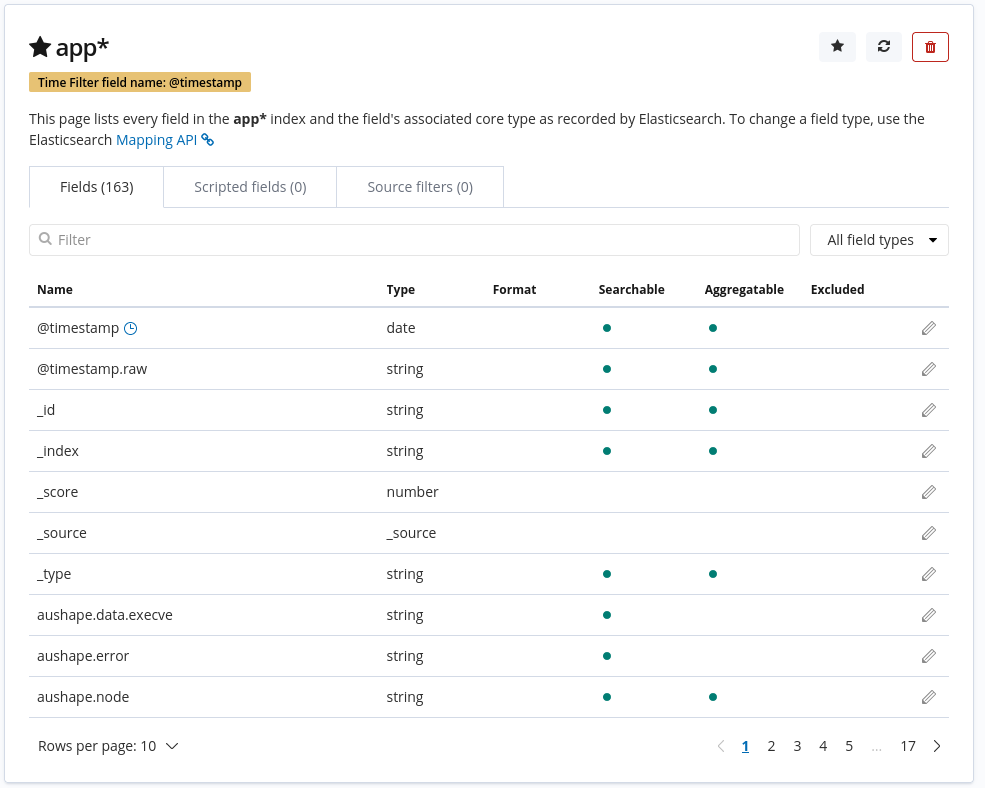 app*
Time Filter field name: @timestamp
This page lists every field in the app* index and the field's associated core type as recorded by Elasticsearch. To change a field type, use the
Elasticsearch Mapping API
Fields (163) Scripted fields (0) Source filters (0)
Filter All field types
Name Type Format Searchable Aggregatable Excluded
@timestamp date
@timestamp.raw string
_id string
_index string
_score number
_source _source
_type string
aushape.data.execve string
aushape.error string
aushape.node string
Rows per page: 10 1 2 3 4 5 ... 17